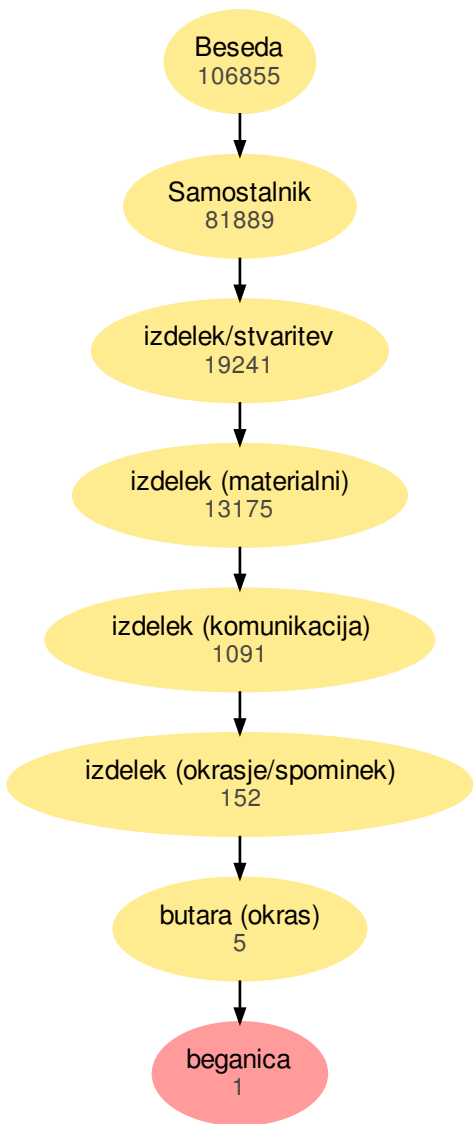 Beseda
106855
Samostalnik
81889
izdelek/stvaritev
19241
izdelek (materialni)
13175
izdelek (komunikacija)
1091
izdelek (okrasje/spominek)
152
butara (okras)
5
beganica
1